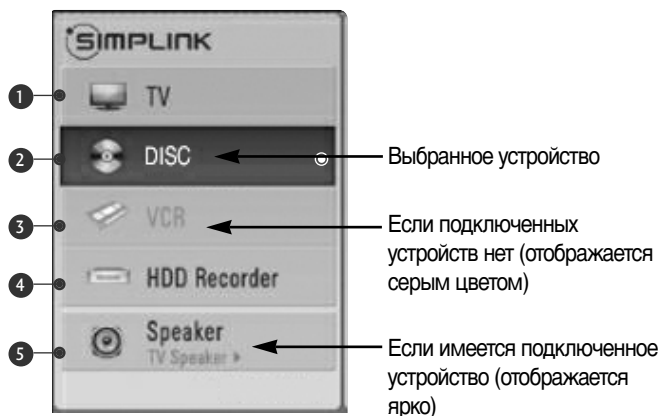 SIMPLINK
1 TV
2 DISC
Выбранное устройство
3 VCR
Если подключенных
устройств нет (отображается
серым цветом)
4 HDD Recorder
5 Speaker
TV Speaker ▶
Если имеется подключенное
устройство (отображается
ярко)